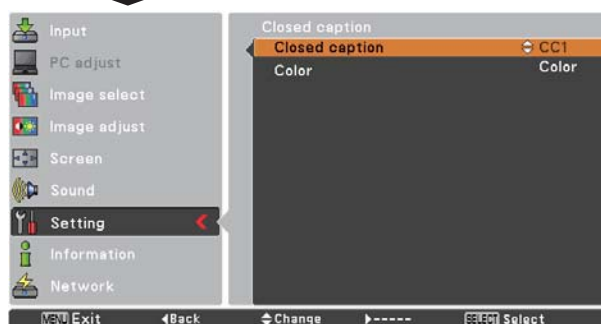 Input
PC adjust
Image select
Image adjust
Screen
Sound
Setting
Information
Network
Closed caption
Closed caption CC1
Color Color
MENU Exit ◀Back Change ▶----- SELECT Select